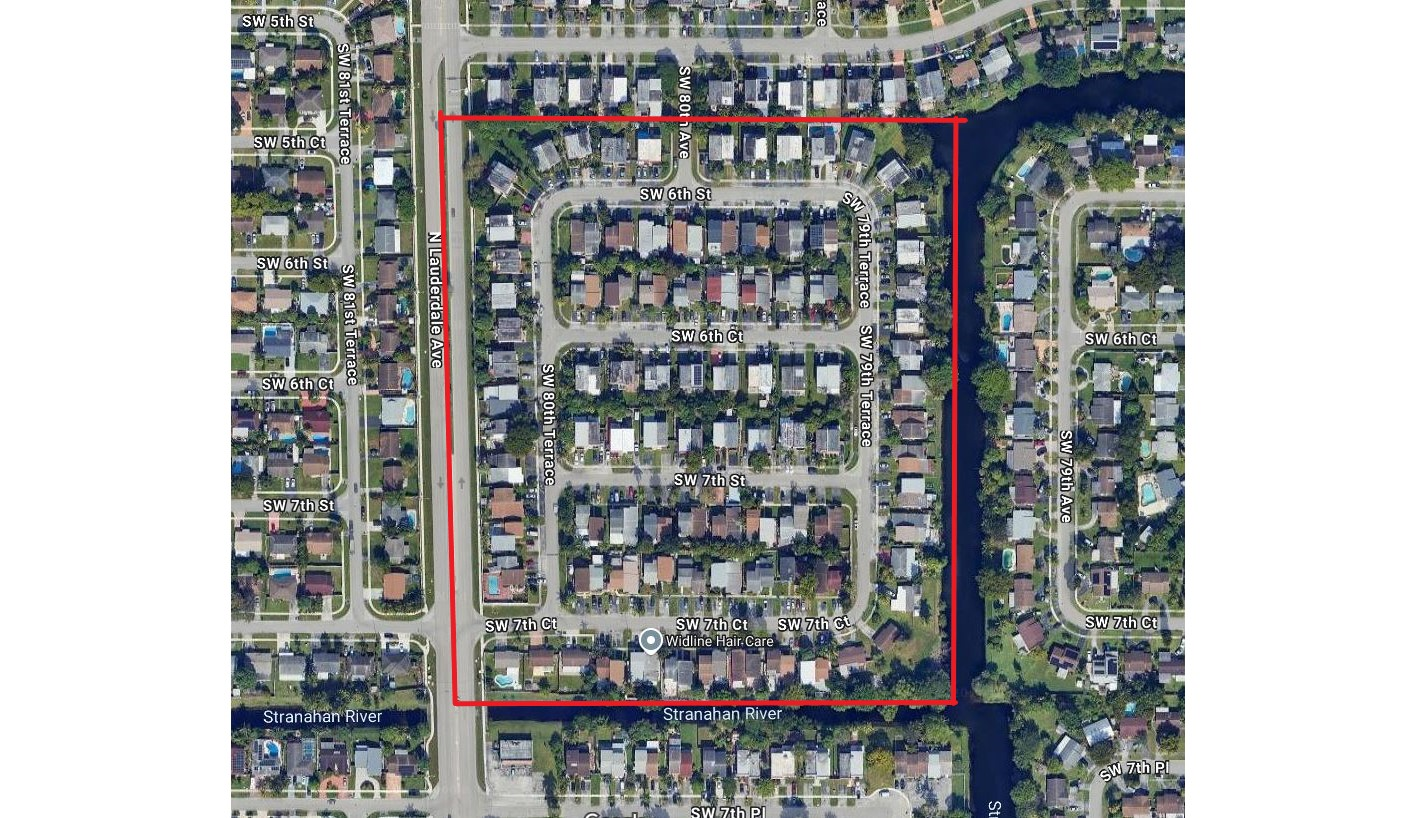 SW 5th St
SW 81st Terrace
SW 80th Ave
SW 5th Ct
SW 6th St
SW 79th Terrace
N Lauderdale Ave
SW 6th St
SW 81st Terrace
SW 6th Ct
SW 79th Terrace
SW 6th Ct
SW 6th Ct
SW 80th Terrace
SW 79th Ave
SW 7th St
SW 7th St
SW 7th Ct
SW 7th Ct
SW 7th Ct
SW 7th Ct
Widline Hair Care
Stranahan River
Stranahan River
SW 7th Pl
SW 7th Pl